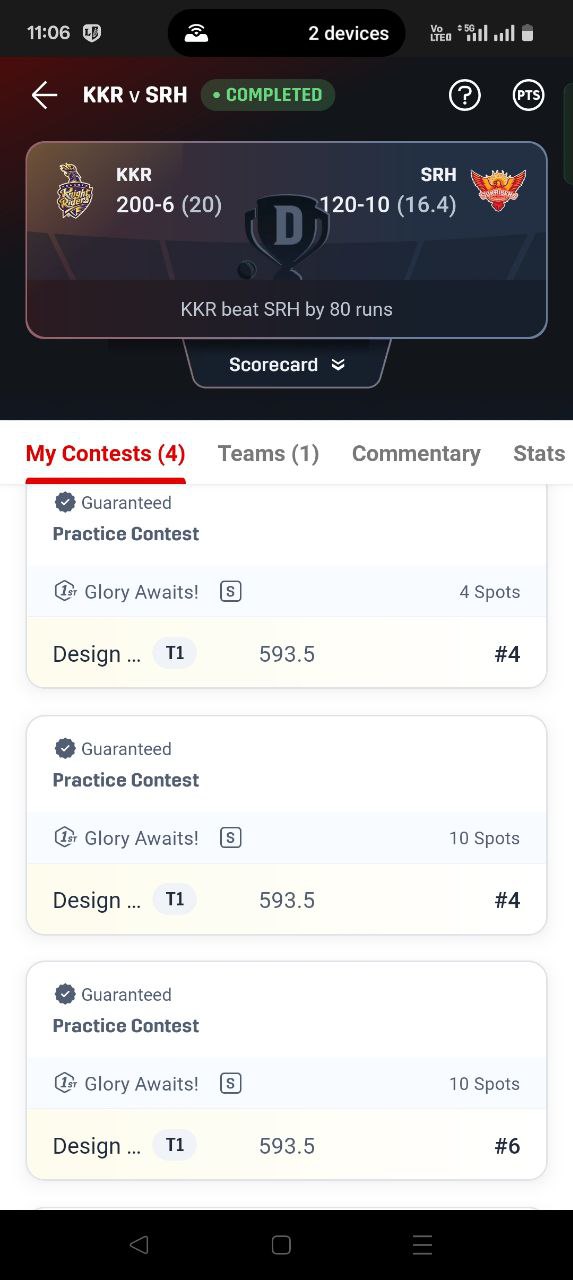 11:06 2 devices Vo LTED 5G
KKR v SRH • COMPLETED ? PTS
KKR SRH
200-6 (20) 120-10 (16.4)
D
KKR beat SRH by 80 runs
Scorecard
My Contests (4) Teams (1) Commentary Stats
Guaranteed
Practice Contest
1ST Glory Awaits! S 4 Spots
Design ... T1 593.5 #4
Guaranteed
Practice Contest
1ST Glory Awaits! S 10 Spots
Design ... T1 593.5 #4
Guaranteed
Practice Contest
1ST Glory Awaits! S 10 Spots
Design ... T1 593.5 #6